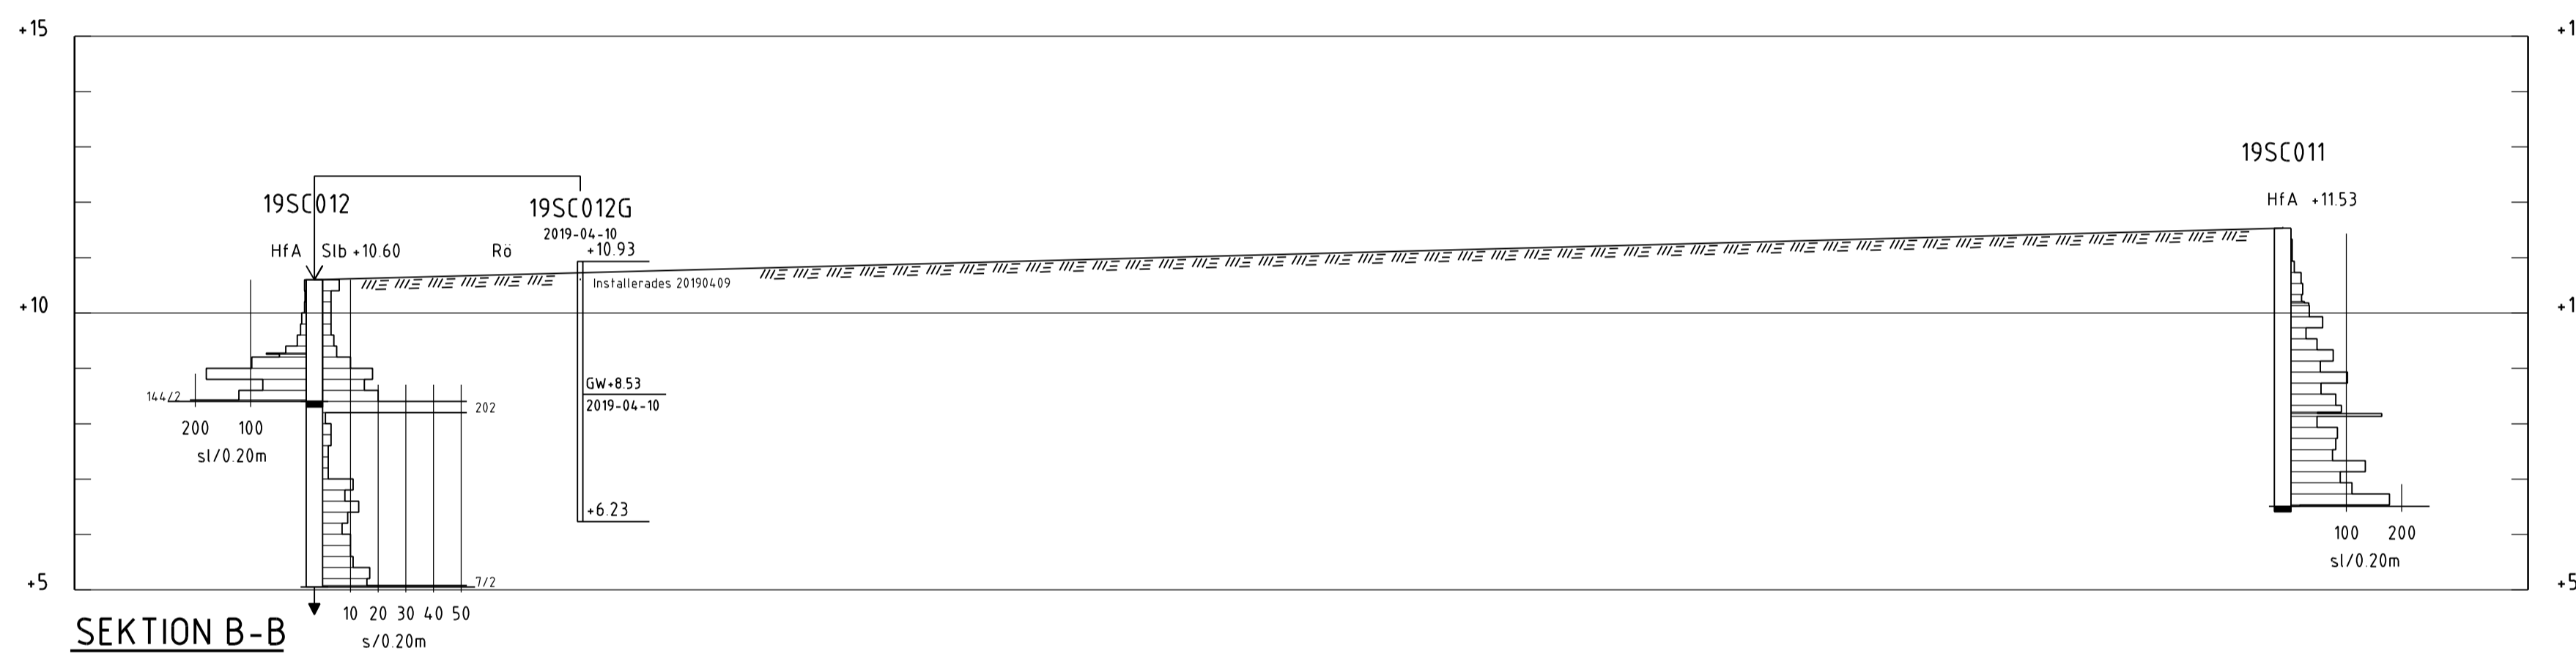 +15
+1
19SC011
19SC012
19SC012G
HfA +11.53
2019-04-10
HfA Slb +10.60
Rö
+10.93
Installerades 20190409
+10
+1
GW+8.53
2019-04-10
144/2
202
200 100
sl/0.20m
+6.23
100 200
sl/0.20m
+5
7/2
+5
10 20 30 40 50
s/0.20m
SEKTION B-B